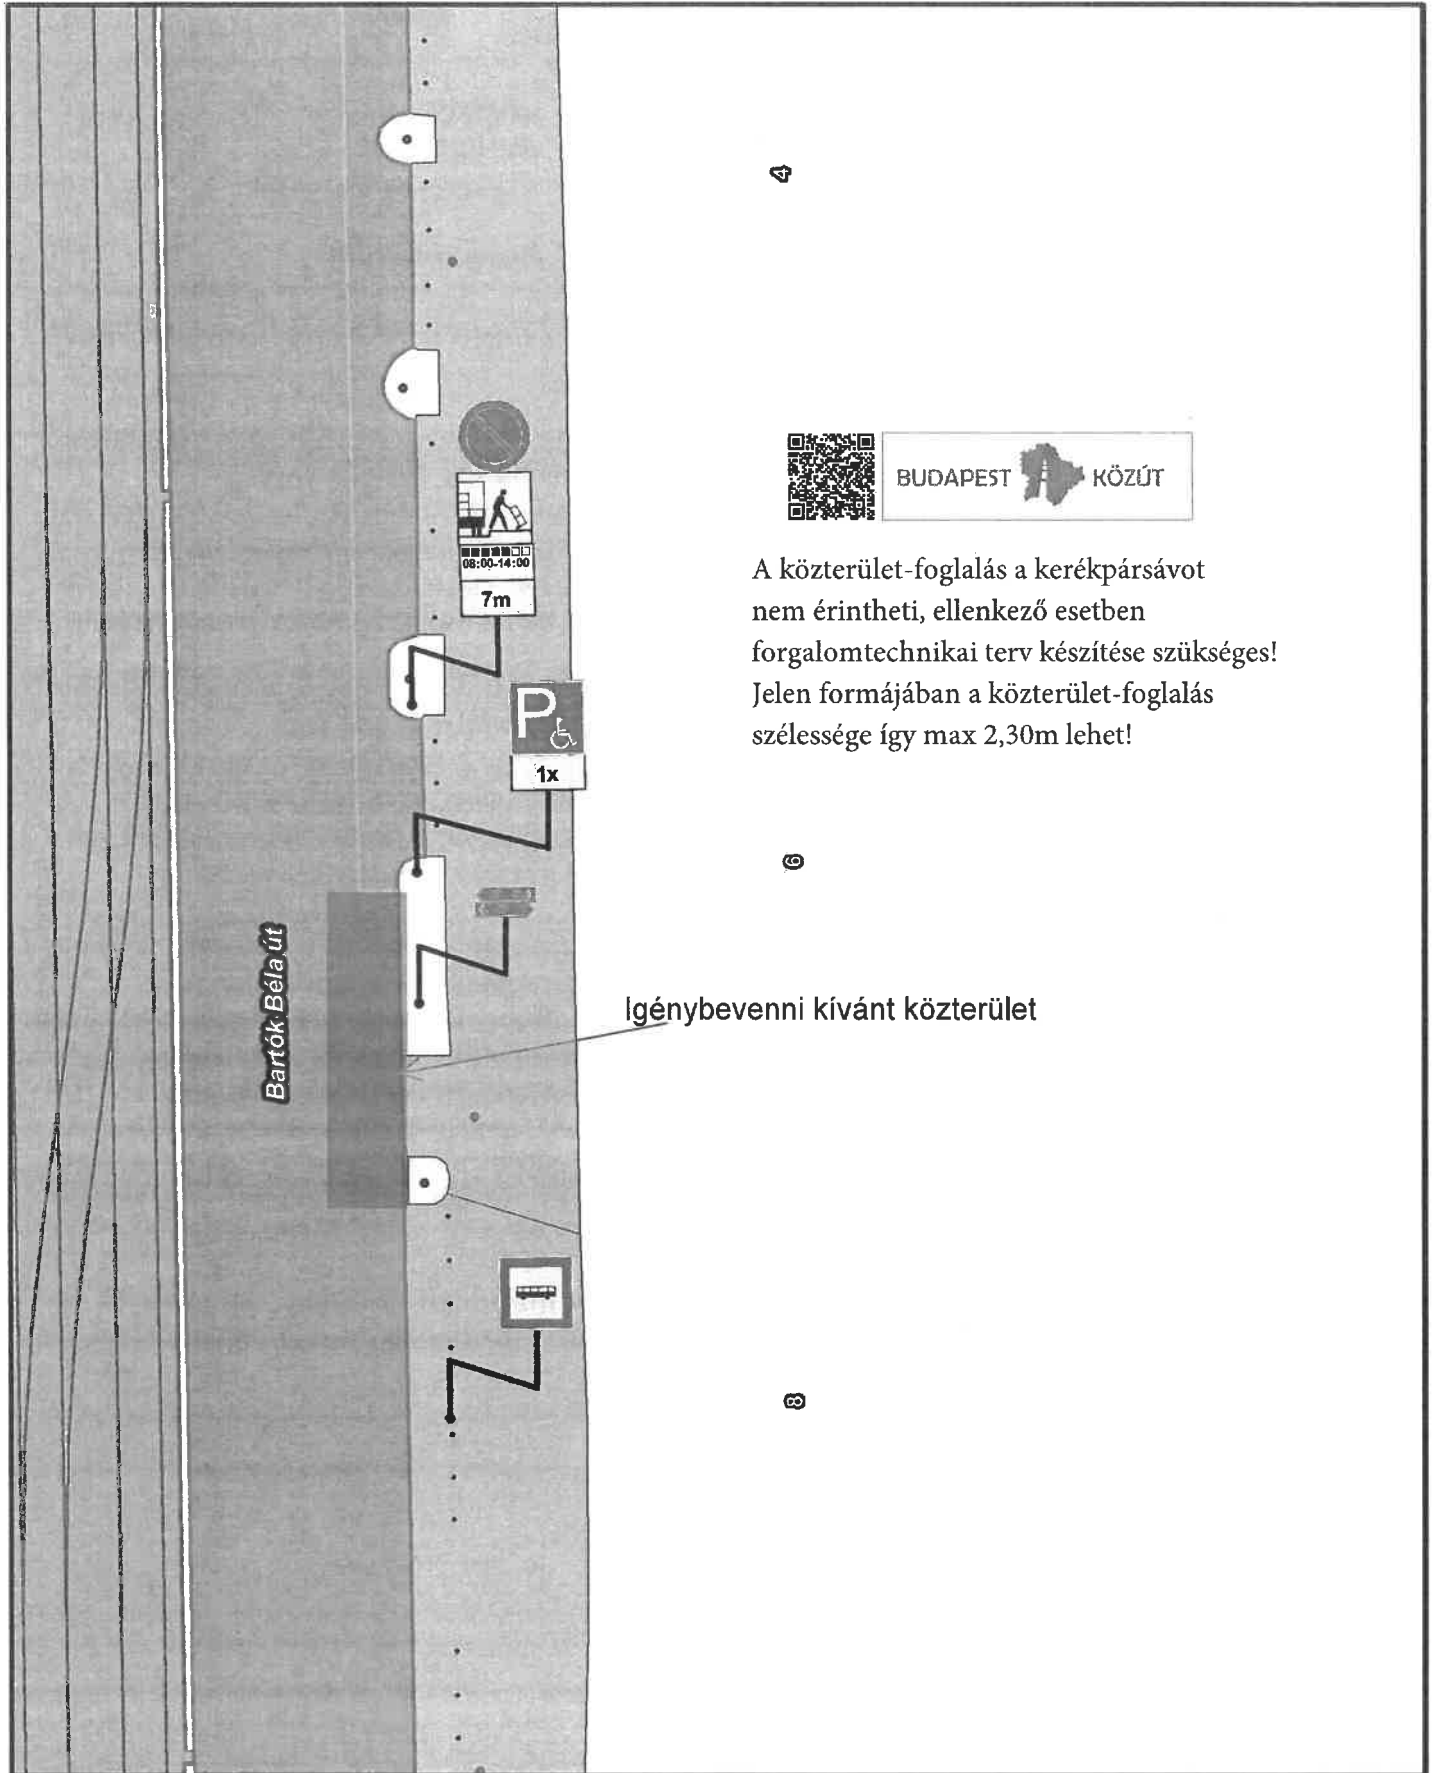 4
BUDAPEST KÖZÚT
08:00-14:00
7m
A közterület-foglalás a kerékpársávot
nem érintheti, ellenkező esetben
forgalomtechnikai terv készítése szükséges!
Jelen formájában a közterület-foglalás
szélessége így max 2,30m lehet!
P
1x
6
Bartók Béla út
Igénybevenni kívánt közterület
8